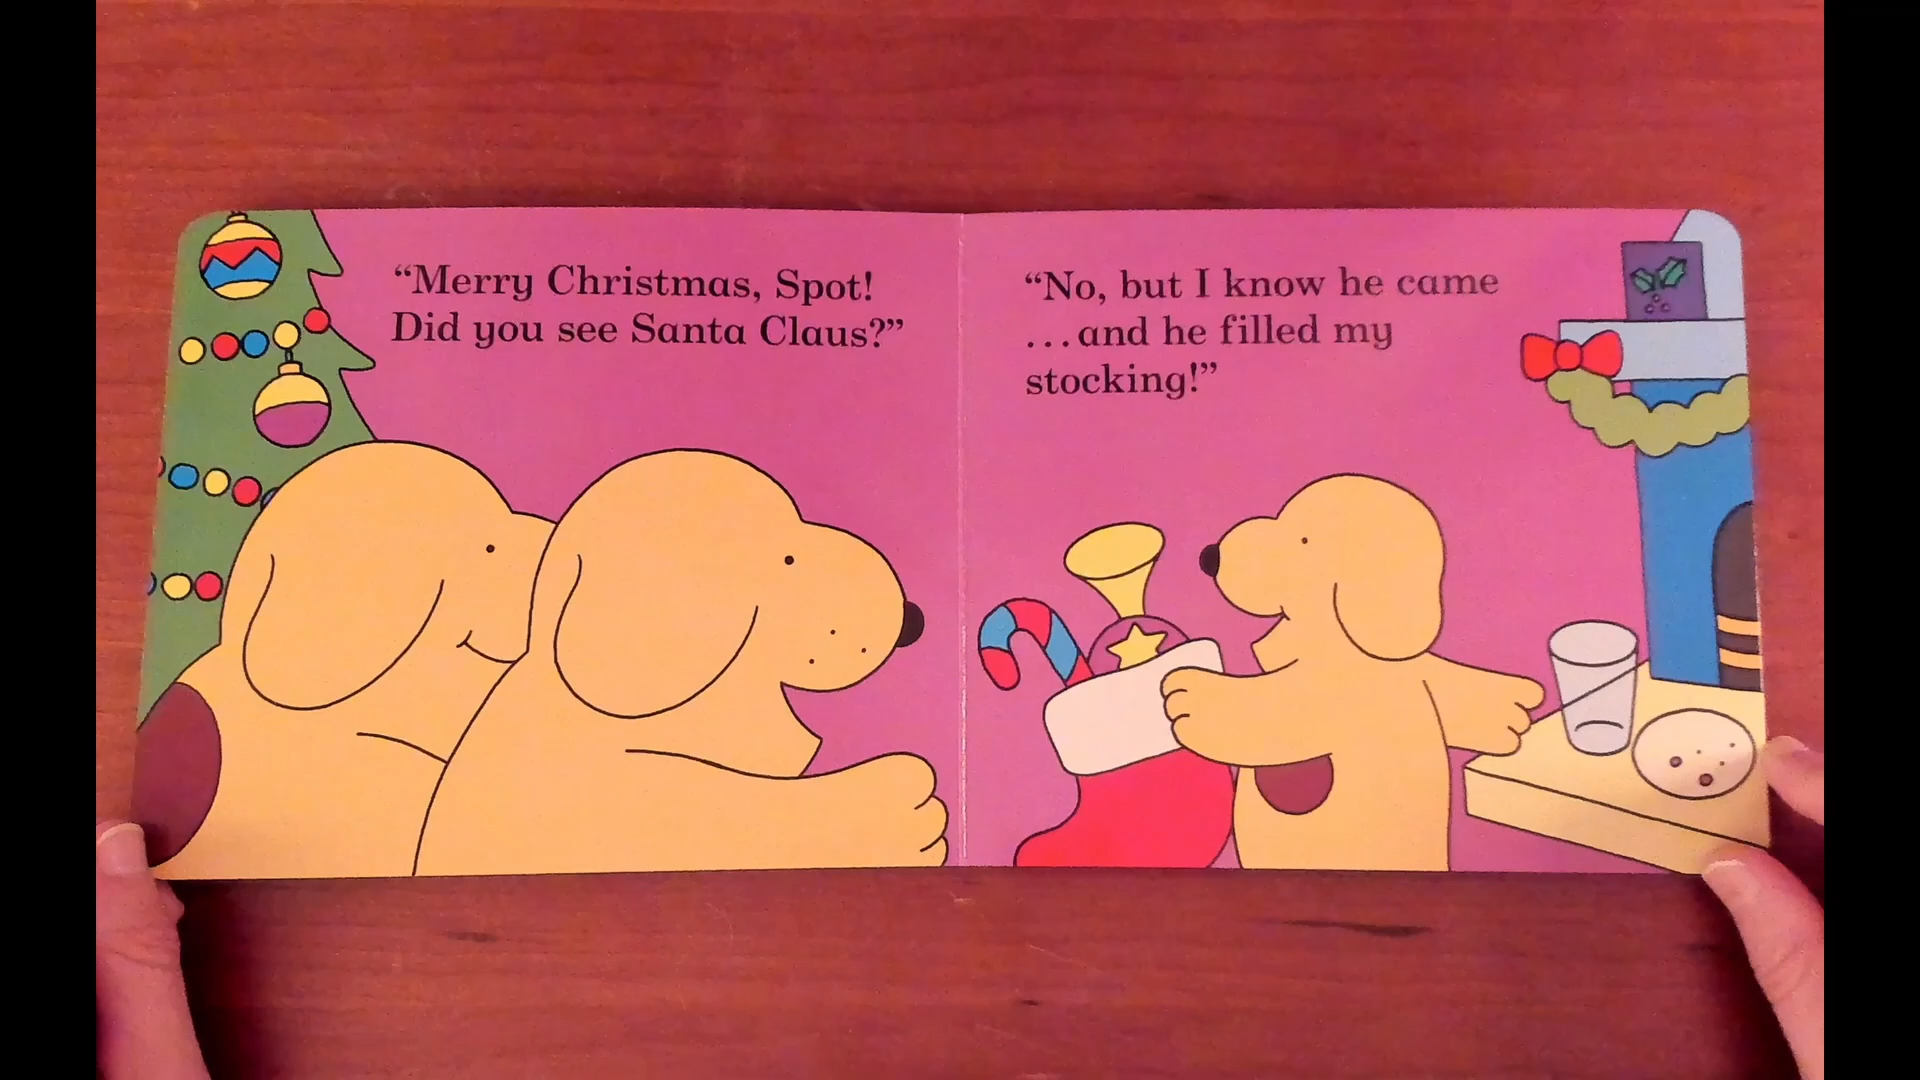 “Merry Christmas, Spot!
Did you see Santa Claus?”
“No, but I know he came
...and he filled my
stocking!”